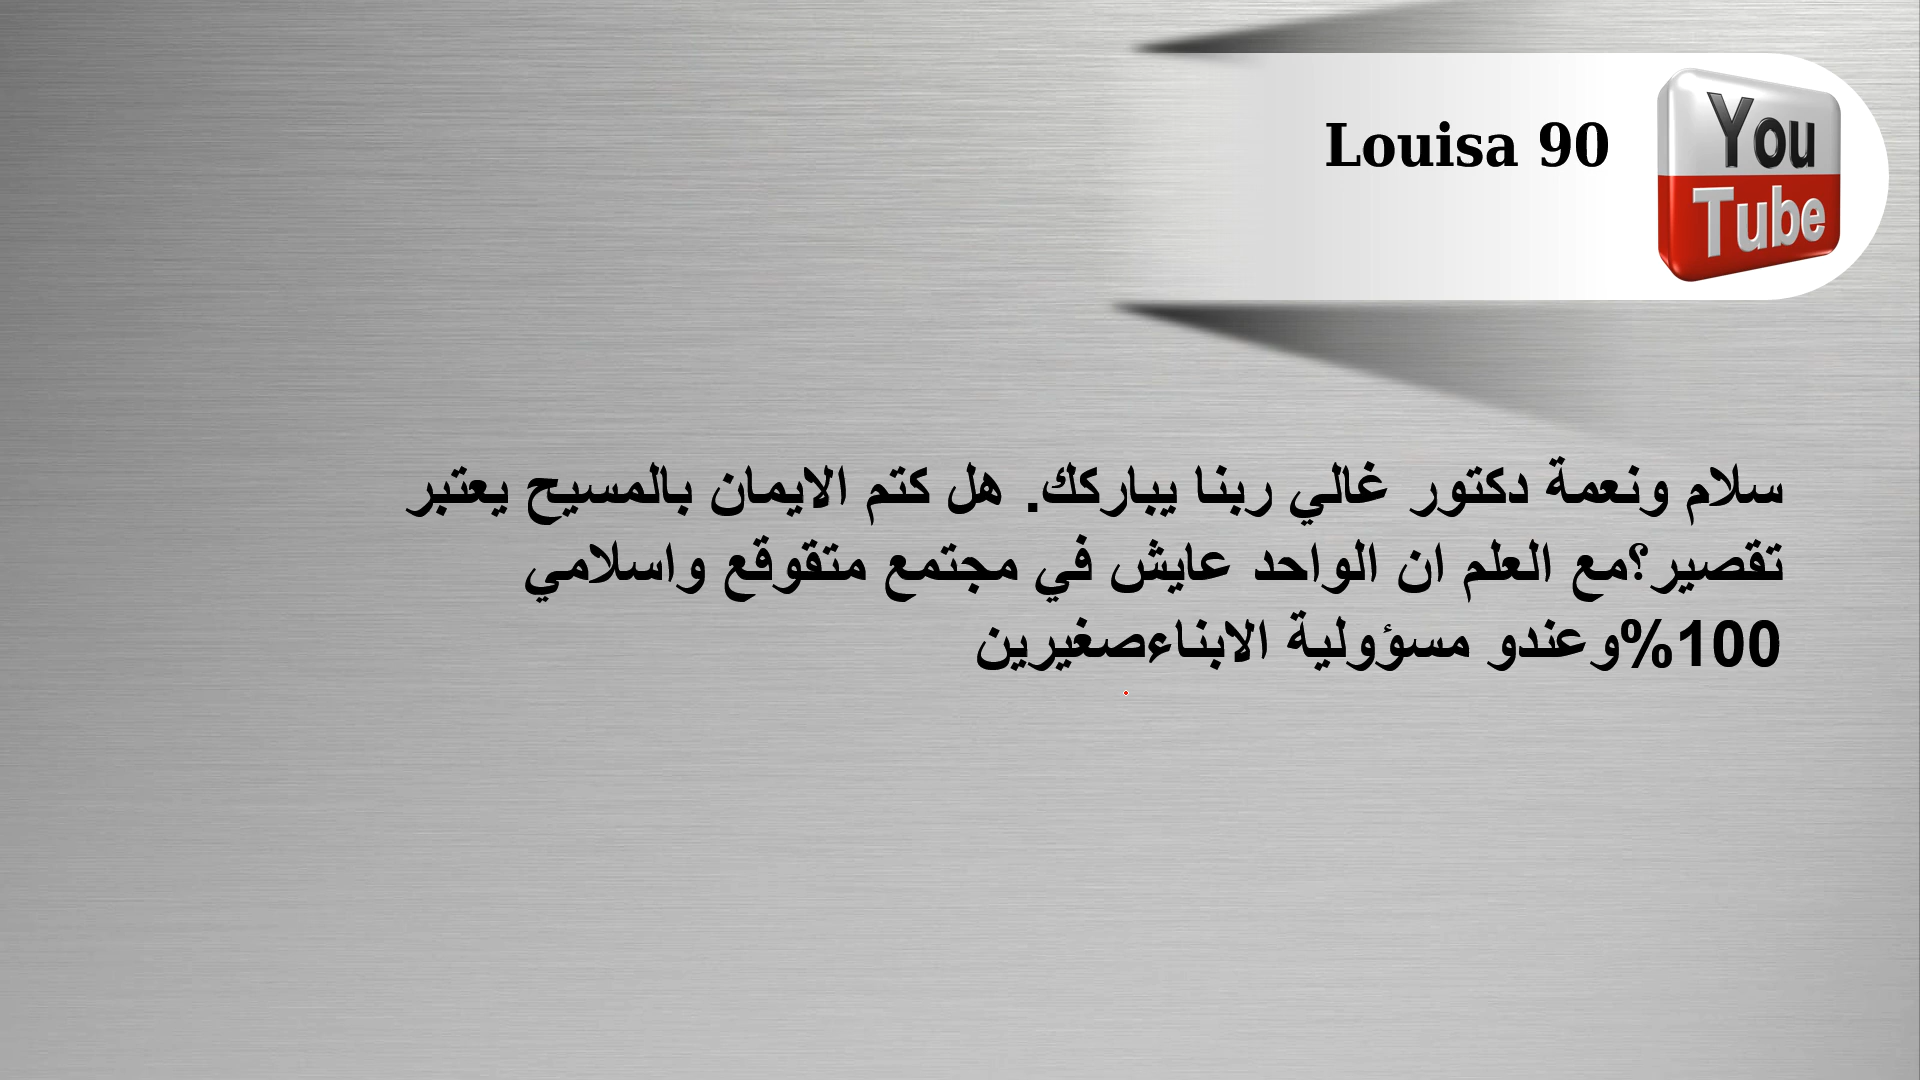 Louisa 90
You
Tube
سلام ونعمة دكتور غالي ربنا يباركك. هل كتم الايمان بالمسيح يعتبر
تقصير؟مع العلم ان الواحد عايش في مجتمع متقوقع واسلامي
100%وعندو مسؤولية الابناءصغيرين